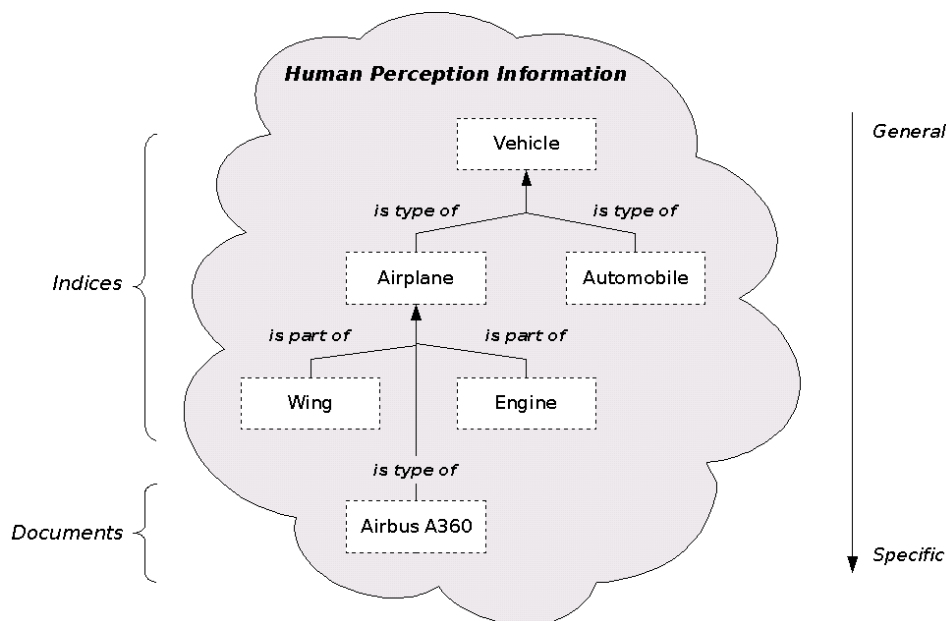 Human Perception Information
General
Vehicle
is type of
is type of
Indices
Airplane
Automobile
is part of
is part of
Wing
Engine
is type of
Documents
Airbus A360
Specific